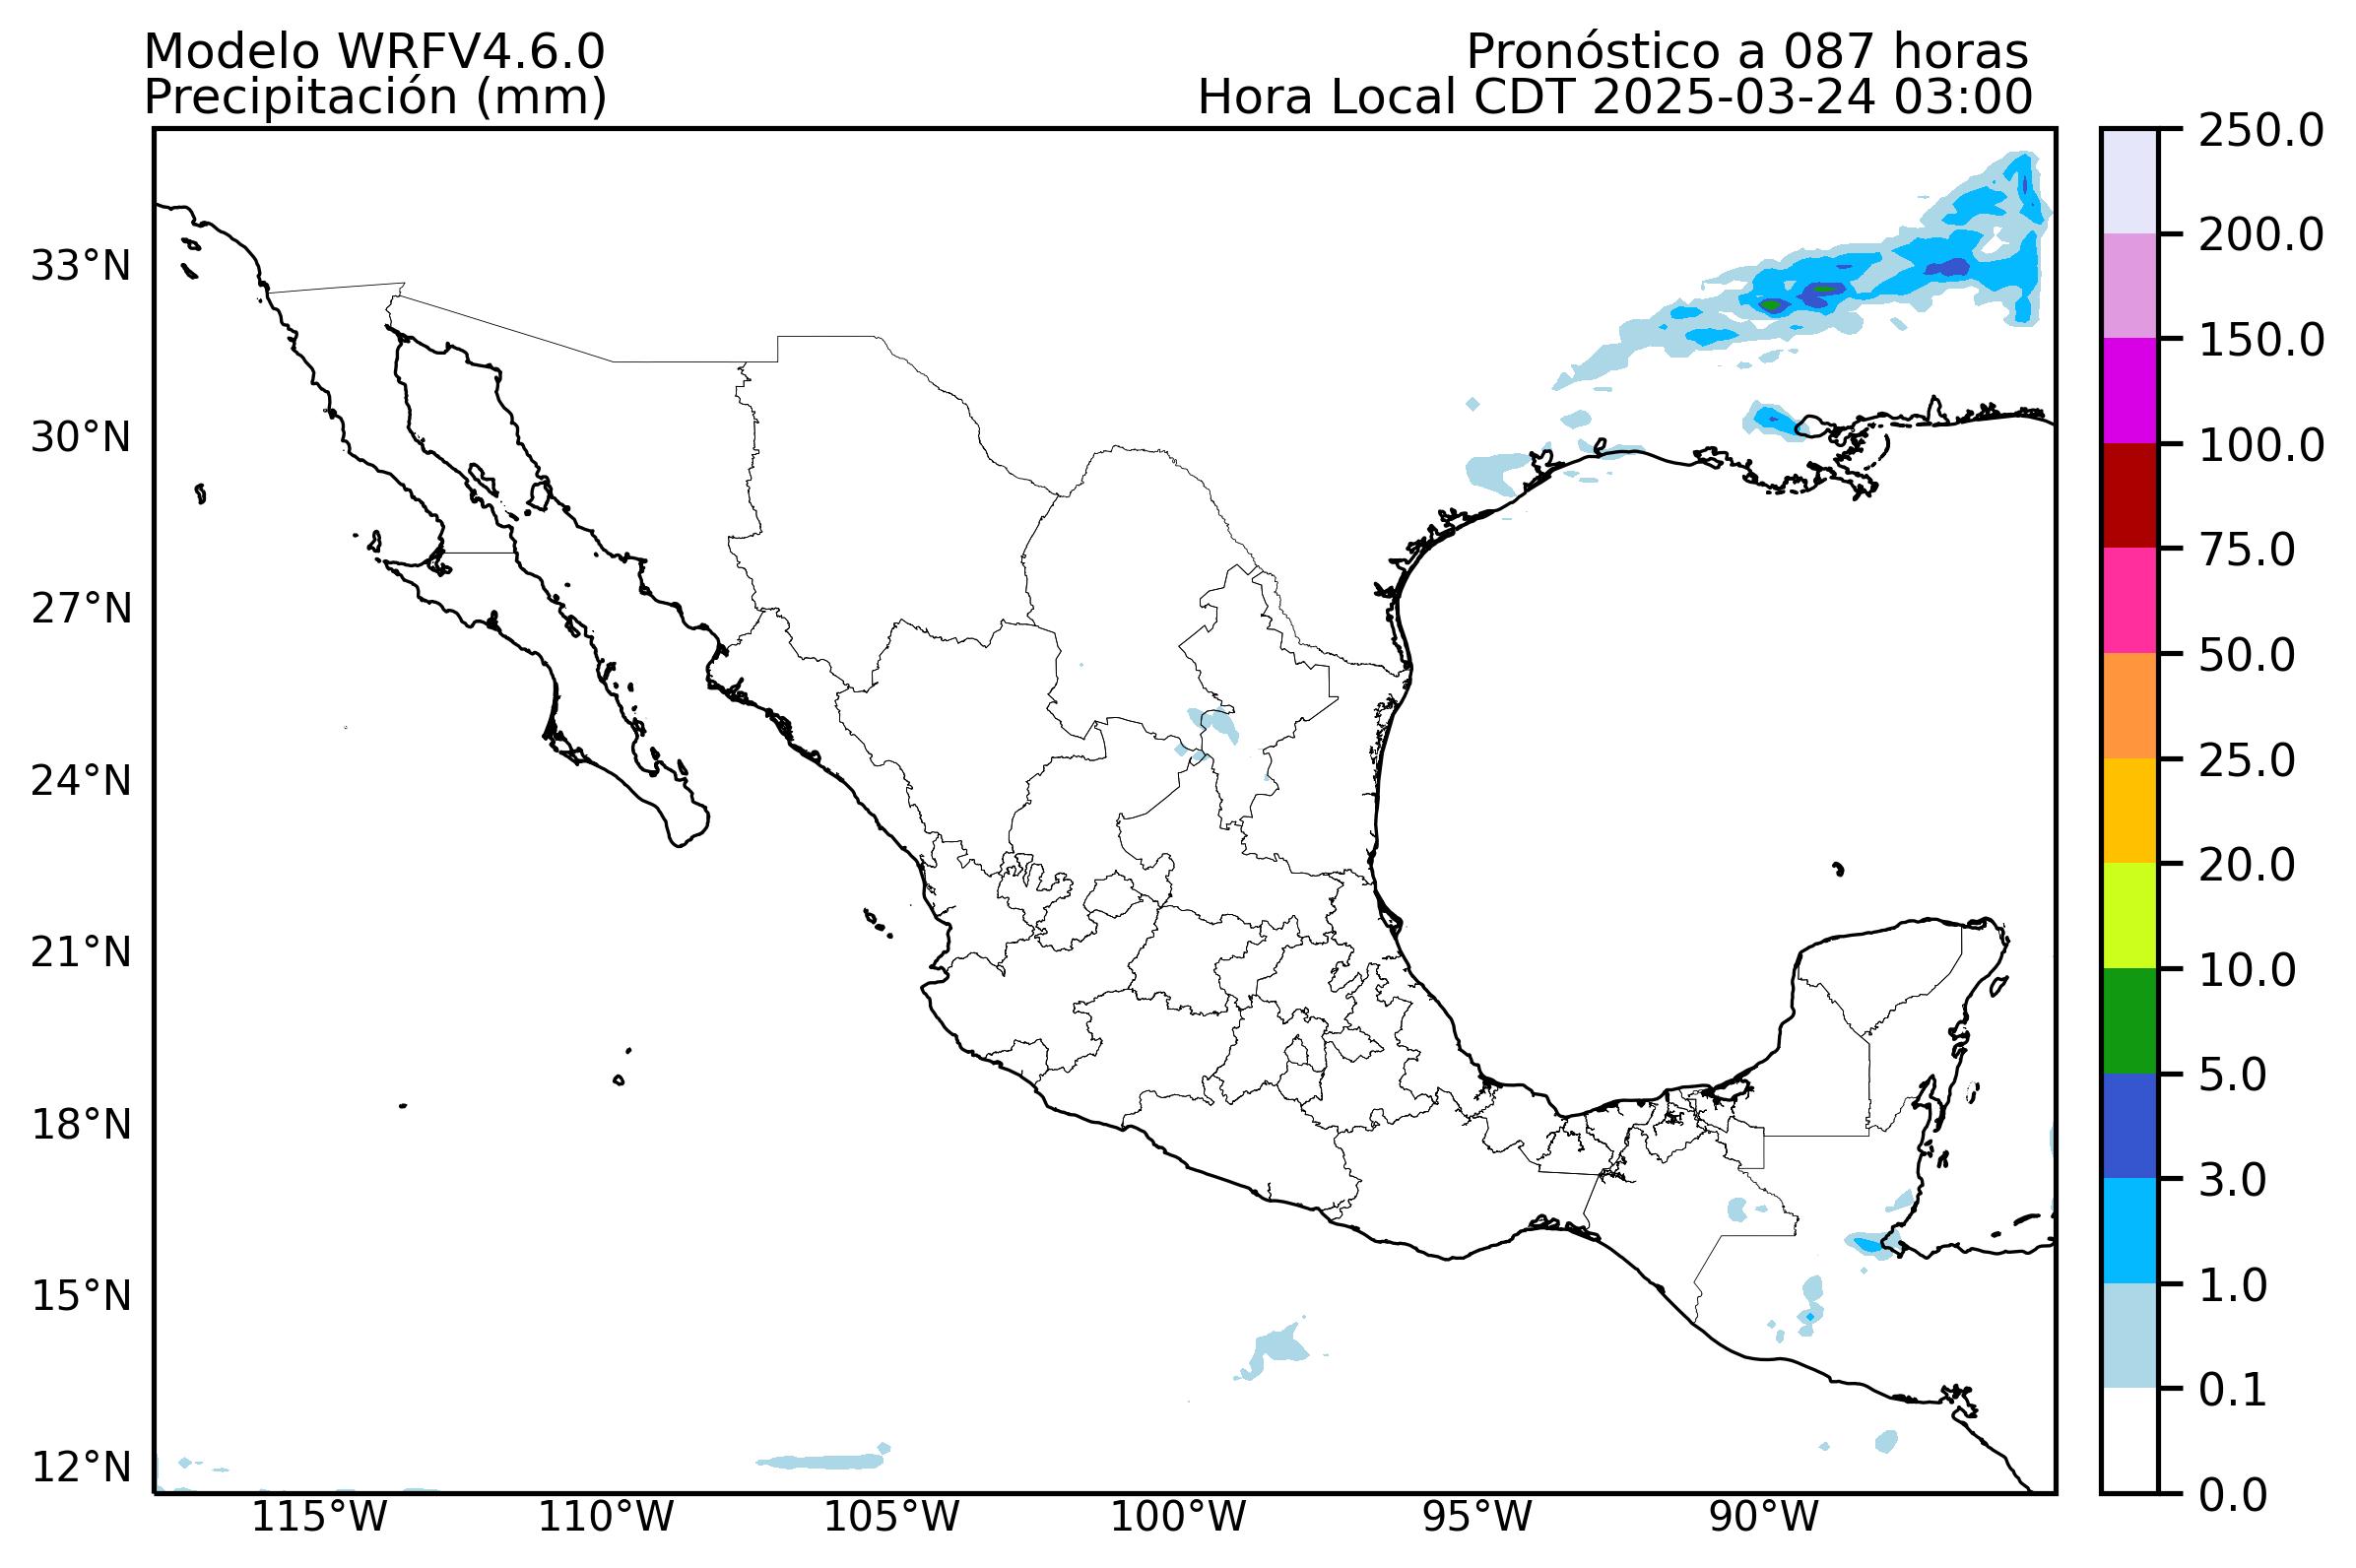 Modelo WRFV4.6.0
Precipitación (mm)
Pronóstico a 087 horas
Hora Local CDT 2025-03-24 03:00
33°N
30°N
27°N
24°N
21°N
18°N
15°N
12°N
115°W
110°W
105°W
100°W
95°W
90°W
250.0
200.0
150.0
100.0
75.0
50.0
25.0
20.0
10.0
5.0
3.0
1.0
0.1
0.0